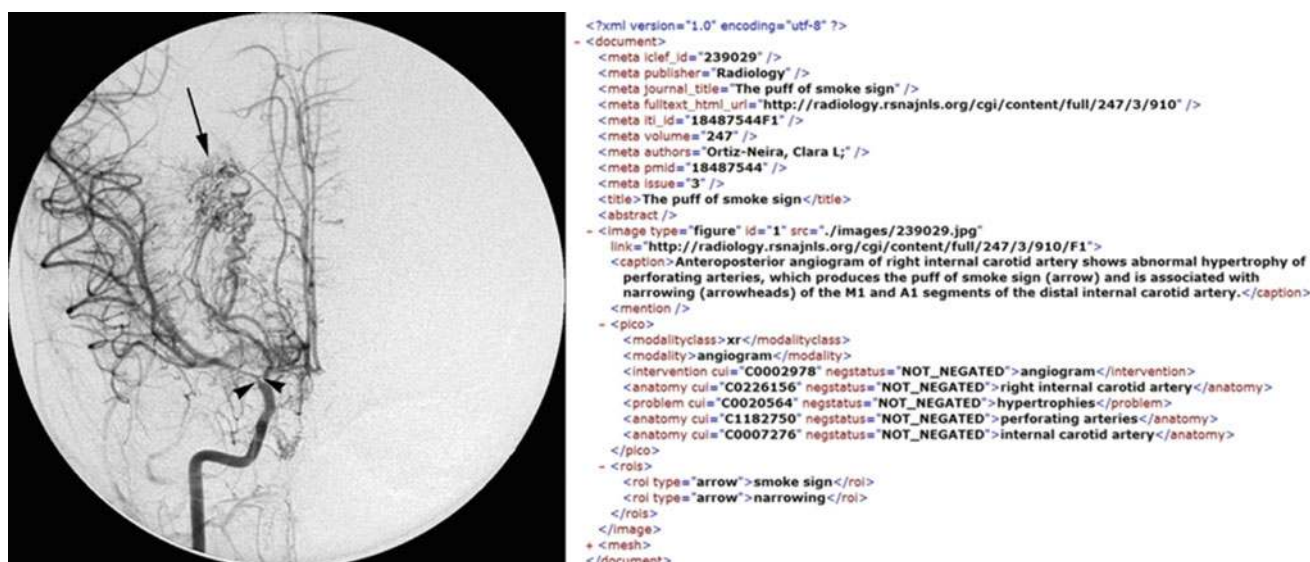 <?xml version="1.0" encoding="utf-8" ?>
- <document>
<meta iclef_id="239029" />
<meta publisher="Radiology" />
<meta journal_title="The puff of smoke sign" />
<meta fulltext_html_url="http://radiology.rsnajnls.org/cgi/content/full/247/3/910" />
<meta iti_id="18487544F1" />
<meta volume="247" />
<meta authors="Ortiz-Neira, Clara L;" />
<meta pmid="18487544" />
<meta issue="3" />
<title>The puff of smoke sign</title>
<abstract />
- <image type="figure" id="1" src="./images/239029.jpg"
link="http://radiology.rsnajnls.org/cgi/content/full/247/3/910/F1">
<caption>Anteroposterior angiogram of right internal carotid artery shows abnormal hypertrophy of
perforating arteries, which produces the puff of smoke sign (arrow) and is associated with
narrowing (arrowheads) of the M1 and A1 segments of the distal internal carotid artery.</caption>
<mention />
- <pico>
<modalityclass>xr</modalityclass>
<modality>angiogram</modality>
<intervention cui="C0002978" negstatus="NOT_NEGATED">angiogram</intervention>
<anatomy cui="C0226156" negstatus="NOT_NEGATED">right internal carotid artery</anatomy>
<problem cui="C0020564" negstatus="NOT_NEGATED">hypertrophies</problem>
<anatomy cui="C1182750" negstatus="NOT_NEGATED">perforating arteries</anatomy>
<anatomy cui="C0007276" negstatus="NOT_NEGATED">internal carotid artery</anatomy>
</pico>
- <rois>
<roi type="arrow">smoke sign</roi>
<roi type="arrow">narrowing</roi>
</rois>
</image>
+ <mesh>
</document>